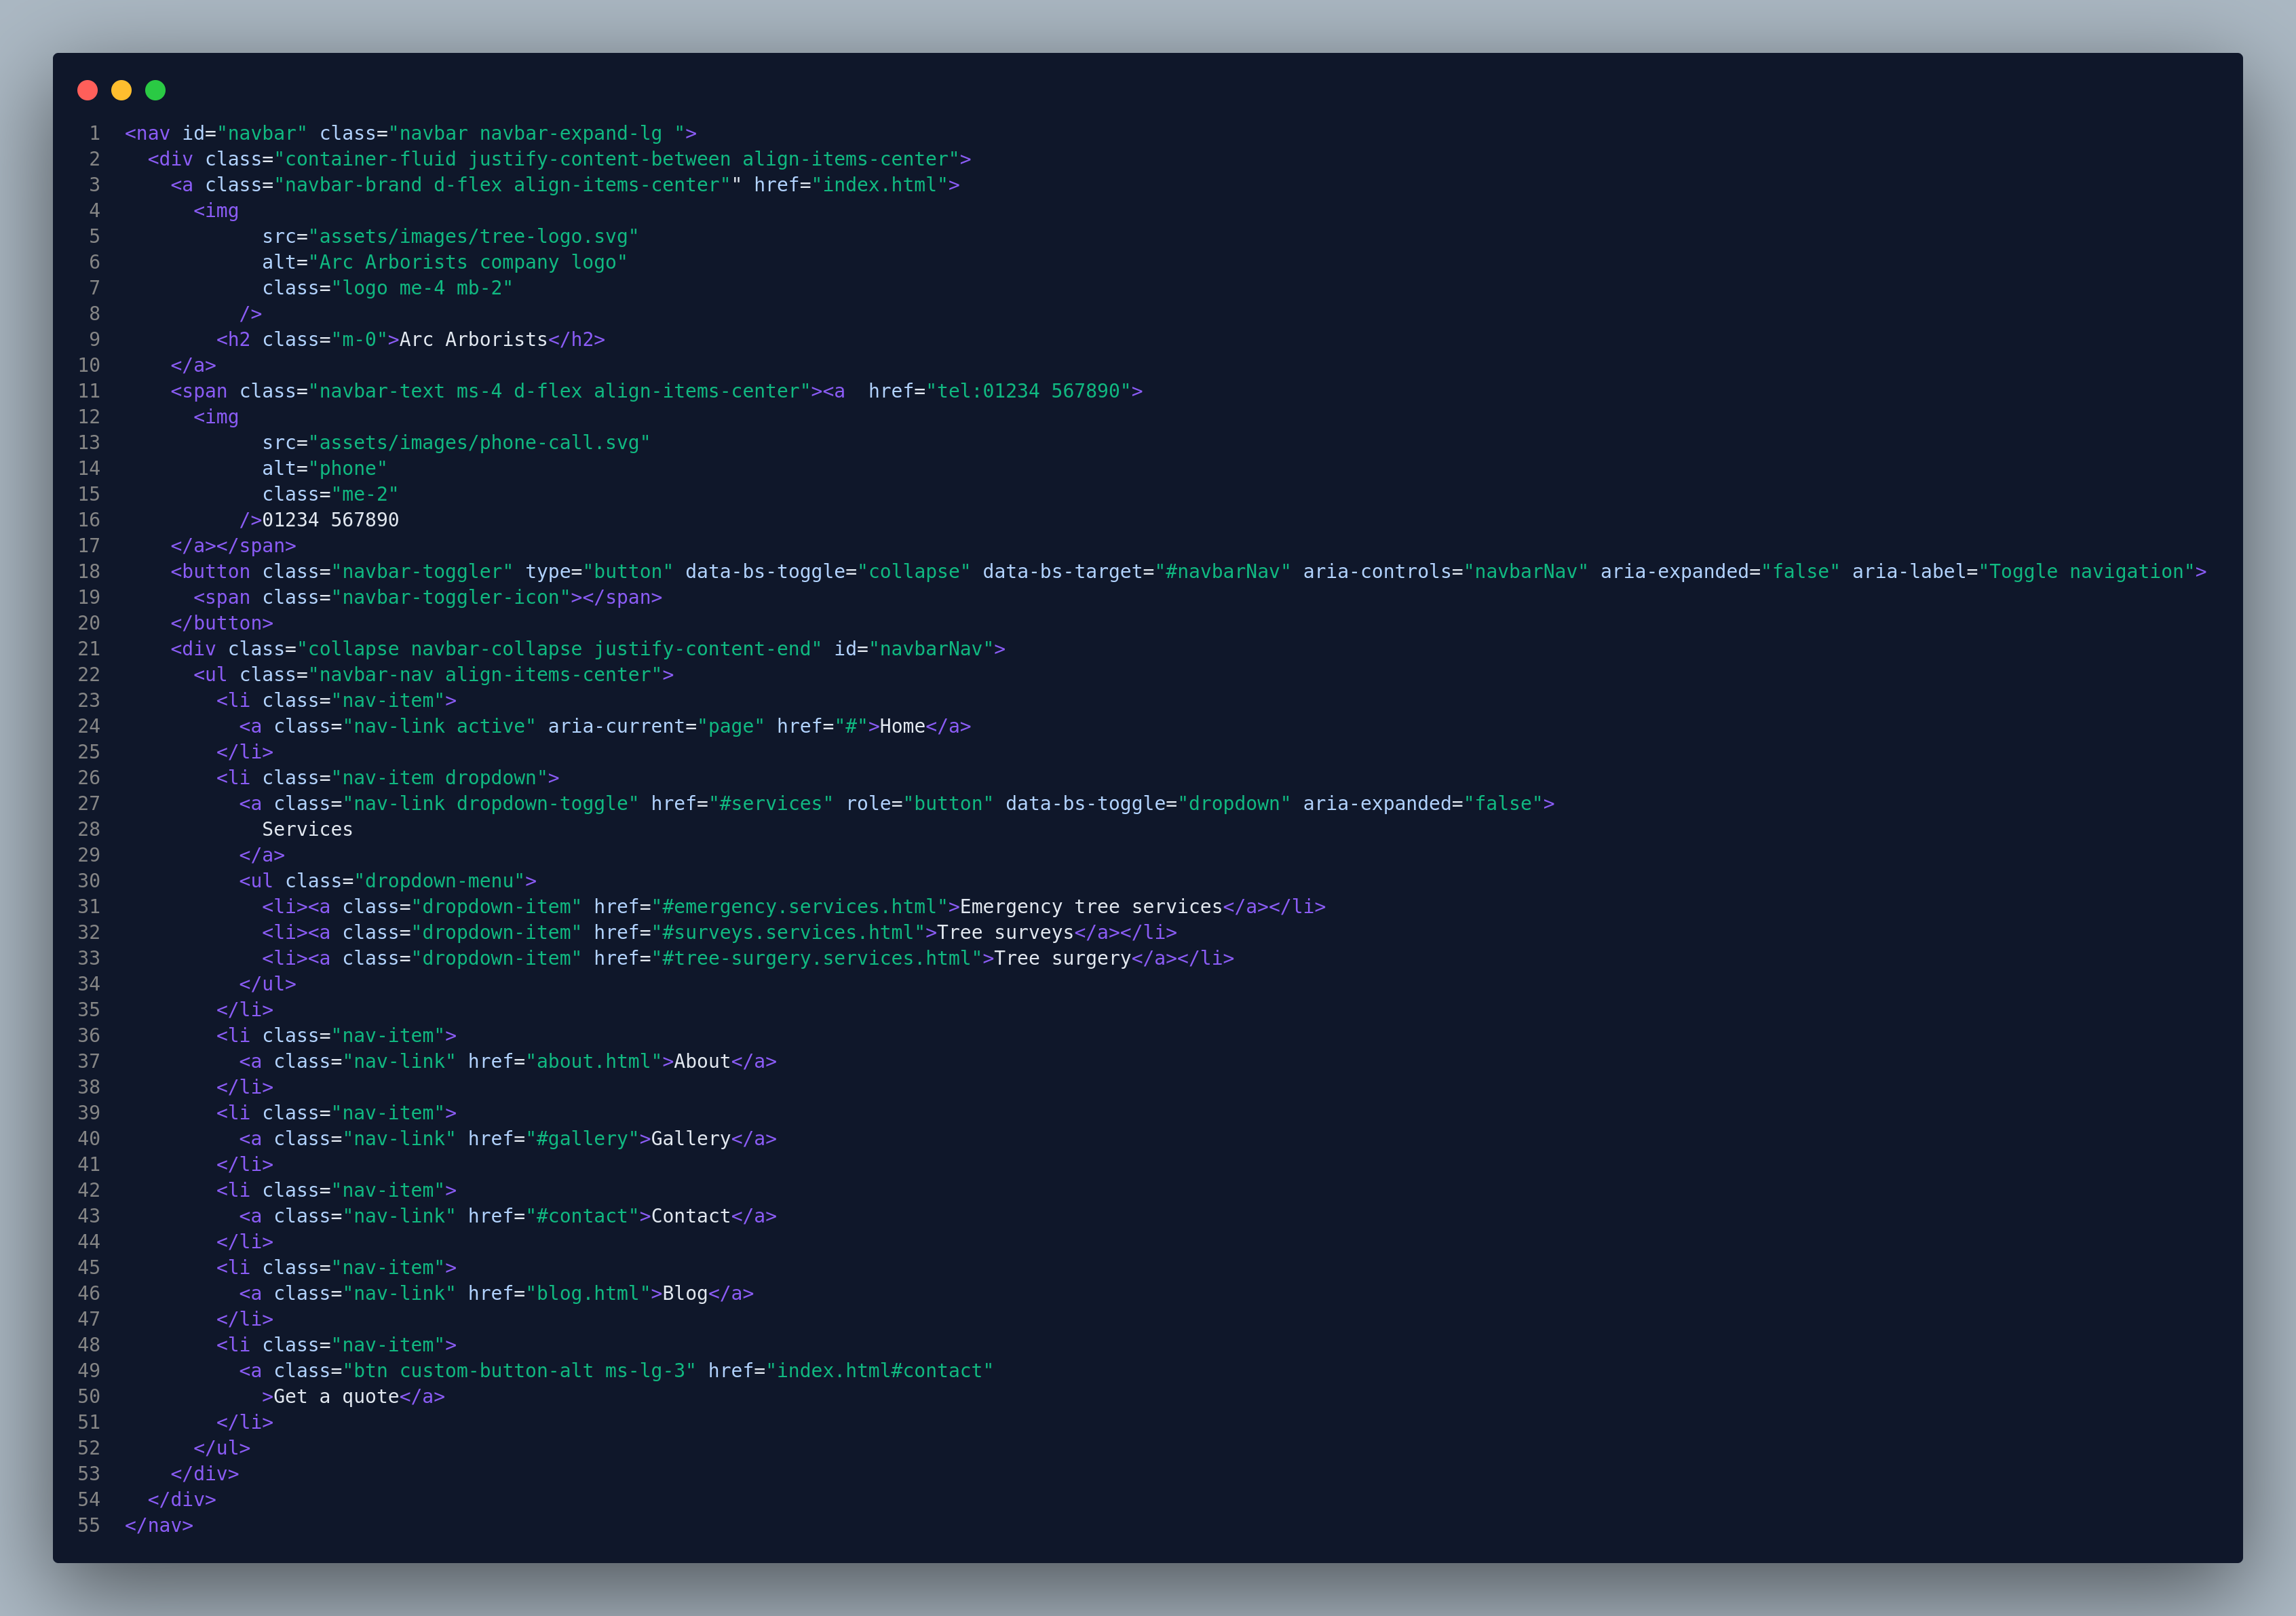 1 <nav id="navbar" class="navbar navbar-expand-lg ">
2   <div class="container-fluid justify-content-between align-items-center">
3     <a class="navbar-brand d-flex align-items-center"" href="index.html">
4       <img
5             src="assets/images/tree-logo.svg"
6             alt="Arc Arborists company logo"
7             class="logo me-4 mb-2"
8           />
9         <h2 class="m-0">Arc Arborists</h2>
10     </a>
11     <span class="navbar-text ms-4 d-flex align-items-center"><a  href="tel:01234 567890">
12       <img
13             src="assets/images/phone-call.svg"
14             alt="phone"
15             class="me-2"
16           />01234 567890
17     </a></span>
18     <button class="navbar-toggler" type="button" data-bs-toggle="collapse" data-bs-target="#navbarNav" aria-controls="navbarNav" aria-expanded="false" aria-label="Toggle navigation">
19       <span class="navbar-toggler-icon"></span>
20     </button>
21     <div class="collapse navbar-collapse justify-content-end" id="navbarNav">
22       <ul class="navbar-nav align-items-center">
23         <li class="nav-item">
24           <a class="nav-link active" aria-current="page" href="#">Home</a>
25         </li>
26         <li class="nav-item dropdown">
27           <a class="nav-link dropdown-toggle" href="#services" role="button" data-bs-toggle="dropdown" aria-expanded="false">
28             Services
29           </a>
30           <ul class="dropdown-menu">
31             <li><a class="dropdown-item" href="#emergency.services.html">Emergency tree services</a></li>
32             <li><a class="dropdown-item" href="#surveys.services.html">Tree surveys</a></li>
33             <li><a class="dropdown-item" href="#tree-surgery.services.html">Tree surgery</a></li>
34           </ul>
35         </li>
36         <li class="nav-item">
37           <a class="nav-link" href="about.html">About</a>
38         </li>
39         <li class="nav-item">
40           <a class="nav-link" href="#gallery">Gallery</a>
41         </li>
42         <li class="nav-item">
43           <a class="nav-link" href="#contact">Contact</a>
44         </li>
45         <li class="nav-item">
46           <a class="nav-link" href="blog.html">Blog</a>
47         </li>
48         <li class="nav-item">
49           <a class="btn custom-button-alt ms-lg-3" href="index.html#contact"
50             >Get a quote</a>
51         </li>
52       </ul>
53     </div>
54   </div>
55 </nav>